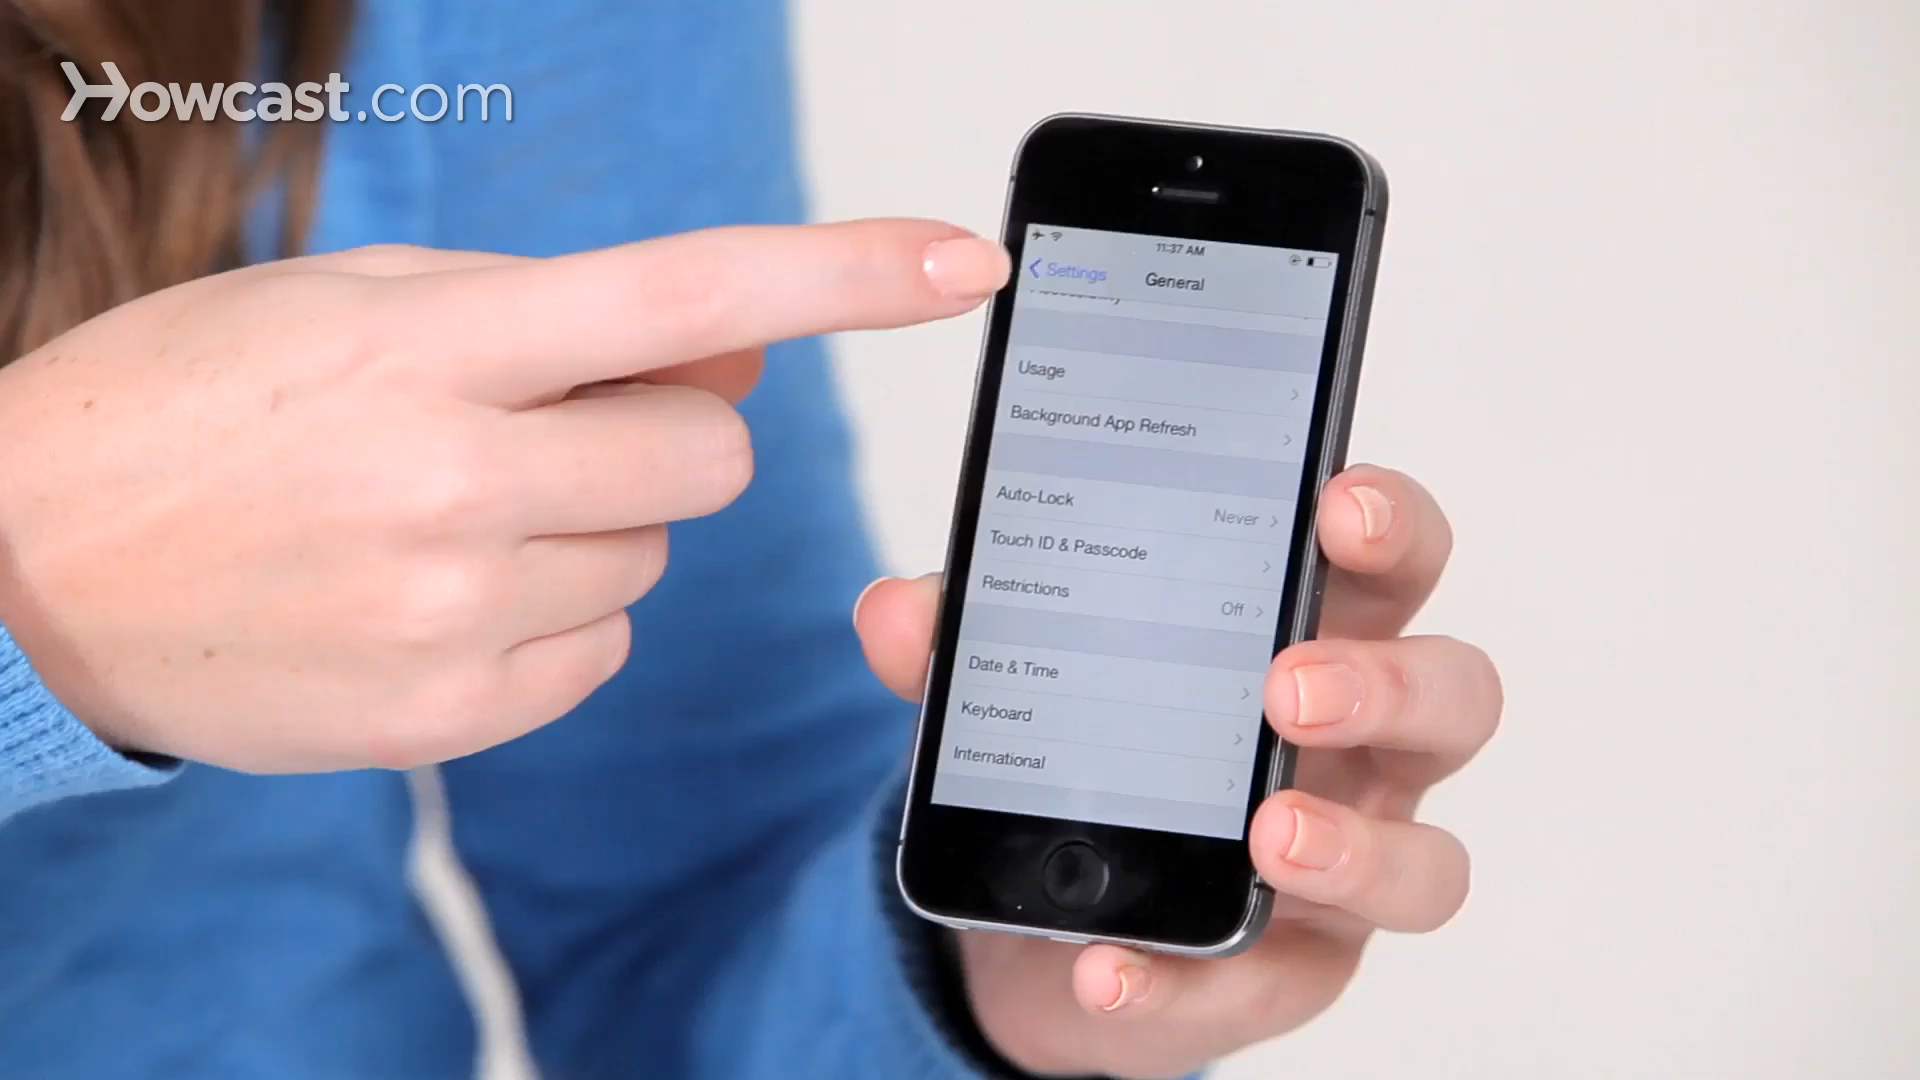 Howcast.com
11:37 AM
Settings
General
Accessibility
Usage
Background App Refresh
Auto-Lock
Never
Touch ID & Passcode
Restrictions
Off
Date & Time
Keyboard
International